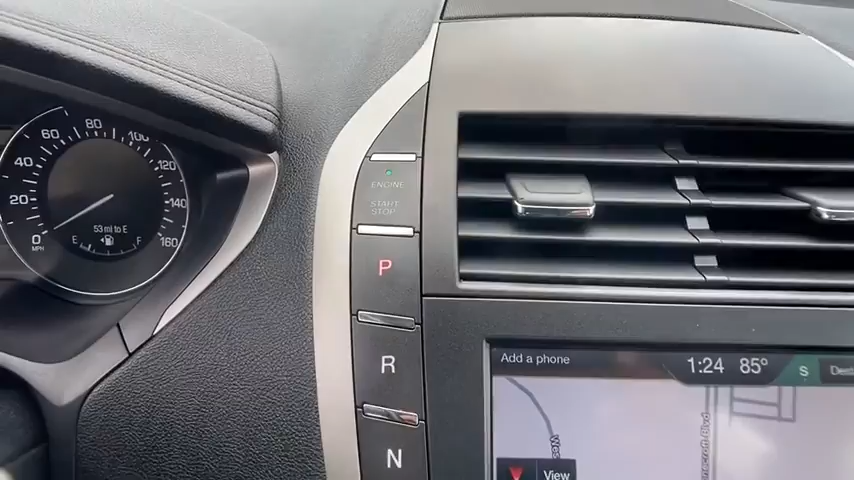 0
20
40
60
80
100
120
140
160
MPH
53 mi to E
E
F
ENGINE
START
STOP
P
R
N
Add a phone
1:24
85°
S
View